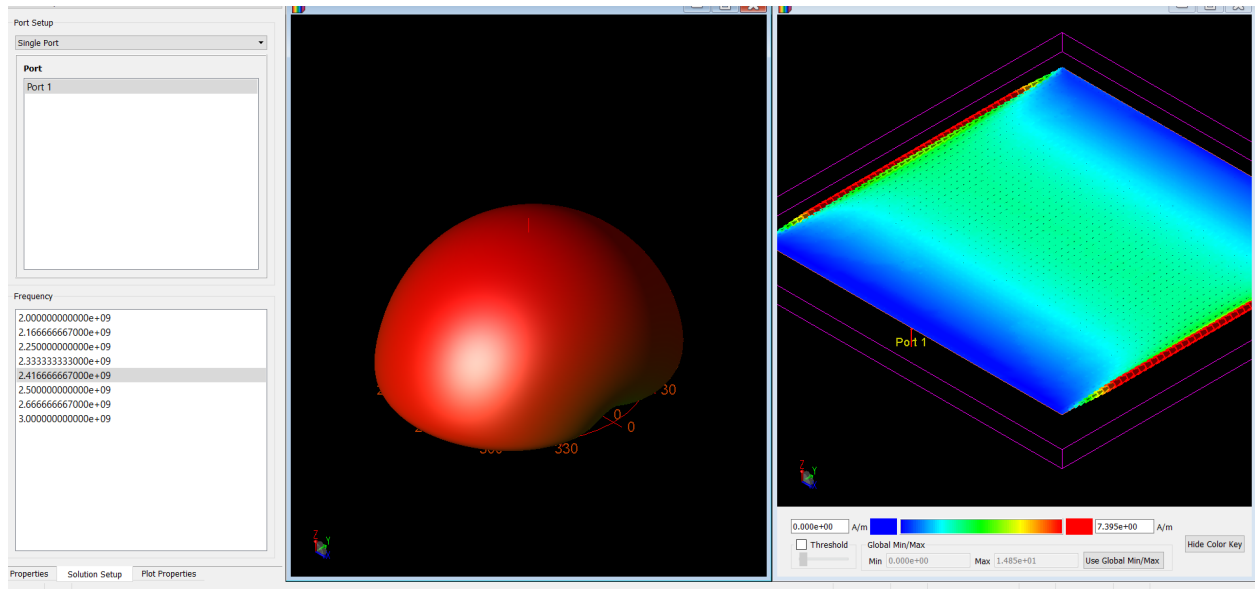 Port Setup
Single Port
Port
Port 1
Frequency
2.000000000000e+09
2.166666667000e+09
2.250000000000e+09
2.333333333000e+09
2.416666667000e+09
2.500000000000e+09
2.666666667000e+09
3.000000000000e+09
Properties
Solution Setup
Plot Properties
30
0
0
330
Z
Y
Port 1
Z
Y
0.000e+00 A/m
7.395e+00 A/m
Threshold
Global Min/Max
Min 0.000e+00
Max 1.485e+01
Use Global Min/Max
Hide Color Key